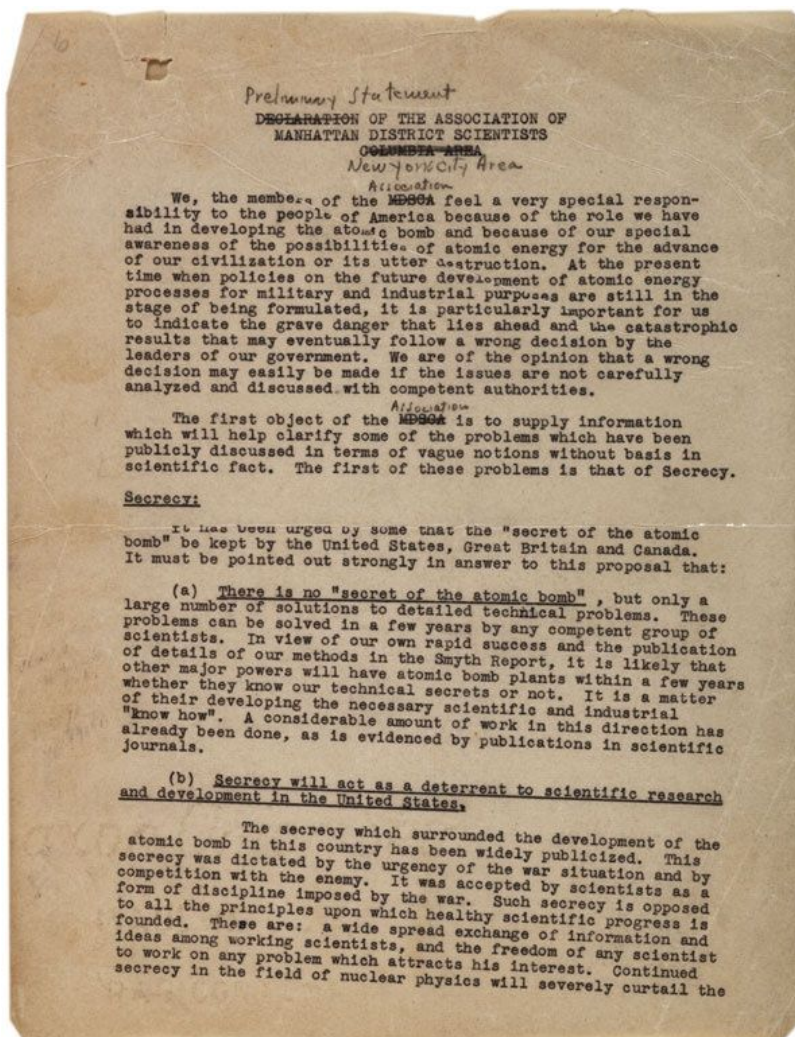 Preliminary Statement
DECLARATION OF THE ASSOCIATION OF
MANHATTAN DISTRICT SCIENTISTS
COLUMBIA AREA
New York City Area
Association
We, the members of the MDSCA feel a very special respon-
sibility to the people of America because of the role we have
had in developing the atomic bomb and because of our special
awareness of the possibilities of atomic energy for the advance
of our civilization or its utter destruction. At the present
time when policies on the future development of atomic energy
processes for military and industrial purposes are still in the
stage of being formulated, it is particularly important for us
to indicate the grave danger that lies ahead and the catastrophic
results that may eventually follow a wrong decision by the
leaders of our government. We are of the opinion that a wrong
decision may easily be made if the issues are not carefully
analyzed and discussed with competent authorities.
Association
The first object of the MDSCA is to supply information
which will help clarify some of the problems which have been
publicly discussed in terms of vague notions without basis in
scientific fact. The first of these problems is that of Secrecy.
Secrecy:
It has been urged by some that the "secret of the atomic
bomb" be kept by the United States, Great Britain and Canada.
It must be pointed out strongly in answer to this proposal that:
(a) There is no "secret of the atomic bomb" , but only a
large number of solutions to detailed technical problems. These
problems can be solved in a few years by any competent group of
scientists. In view of our own rapid success and the publication
of details of our methods in the Smyth Report, it is likely that
other major powers will have atomic bomb plants within a few years
whether they know our technical secrets or not. It is a matter
of their developing the necessary scientific and industrial
"know how". A considerable amount of work in this direction has
already been done, as is evidenced by publications in scientific
journals.
(b) Secrecy will act as a deterrent to scientific research
and development in the United States.
The secrecy which surrounded the development of the
atomic bomb in this country has been widely publicized. This
secrecy was dictated by the urgency of the war situation and by
competition with the enemy. It was accepted by scientists as a
form of discipline imposed by the war. Such secrecy is opposed
to all the principles upon which healthy scientific progress is
founded. These are: a wide spread exchange of information and
ideas among working scientists, and the freedom of any scientist
to work on any problem which attracts his interest. Continued
secrecy in the field of nuclear physics will severely curtail the